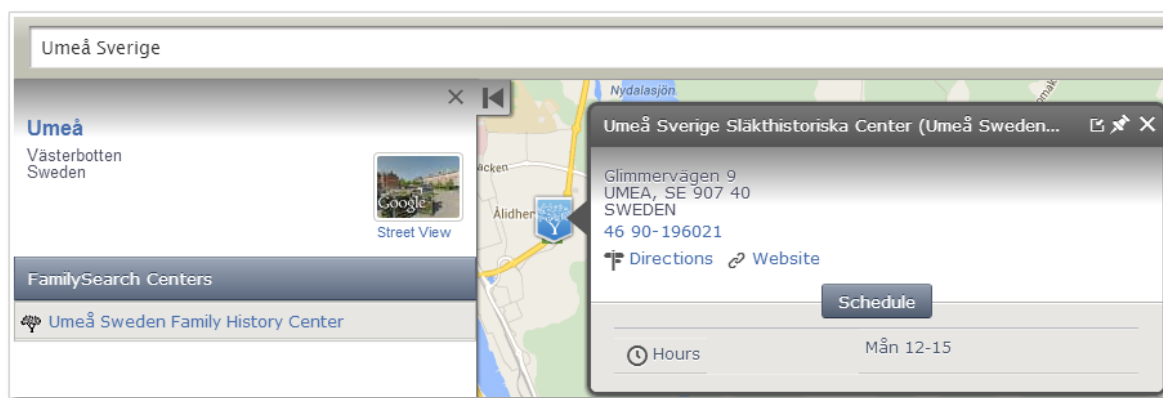 Umeå Sverige
Umeå
Västerbotten
Sweden
Google
Street View
FamilySearch Centers
Umeå Sweden Family History Center
Nydalasjön
acken
Ålidher
omak
Umeå Sverige Släkthistoriska Center (Umeå Sweden...
Glimmervägen 9
UMEA, SE 907 40
SWEDEN
46 90-196021
Directions Website
Schedule
Hours Mån 12-15